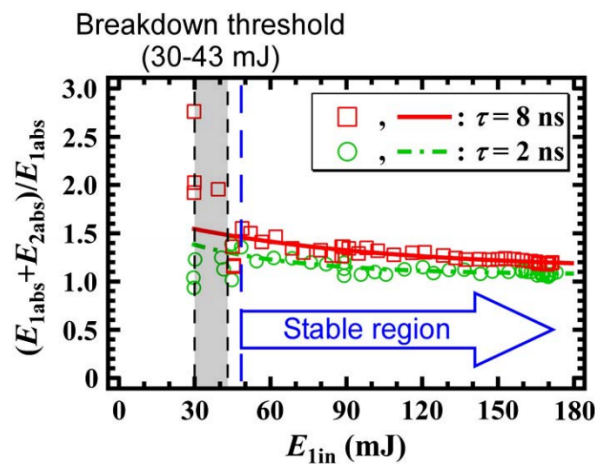 Breakdown threshold
(30-43 mJ)
3.0
2.5
2.0
1.5
1.0
0.5
0
(E1abs+E2abs)/E1abs
, : τ = 8 ns
, : τ = 2 ns
Stable region
0 30 60 90 120 150 180
E1in (mJ)